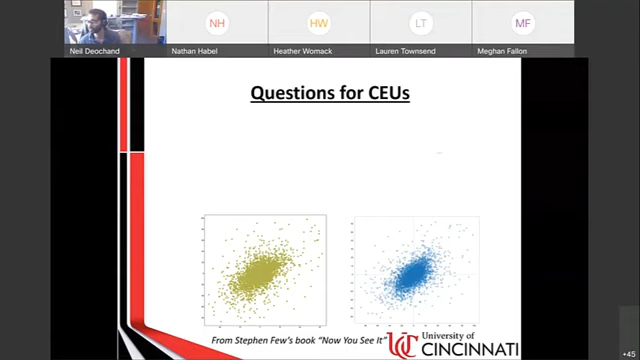 NH
HW
LT
MF
Neil Deochand
Nathan Habel
Heather Womack
Lauren Townsend
Meghan Fallon
Questions for CEUs
From Stephen Few's book "Now You See It"
UC
University of
CINCINNATI
+45